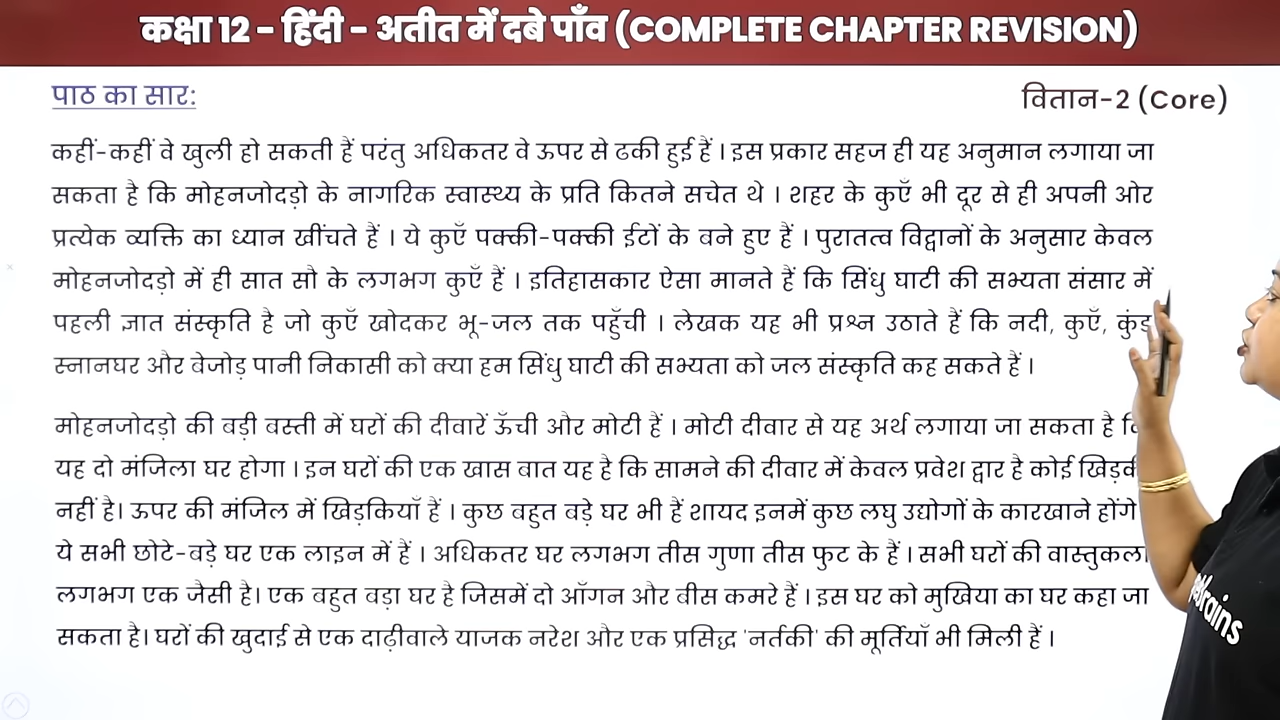 कक्षा 12 - हिंदी - अतीत में दबे पाँव (COMPLETE CHAPTER REVISION)
पाठ का सार:
वितान-2 (Core)
कहीं-कहीं वे खुली हो सकती हैं परंतु अधिकतर वे ऊपर से ढकी हुई हैं । इस प्रकार सहज ही यह अनुमान लगाया जा
सकता है कि मोहनजोदड़ो के नागरिक स्वास्थ्य के प्रति कितने सचेत थे । शहर के कुएँ भी दूर से ही अपनी ओर
प्रत्येक व्यक्ति का ध्यान खींचते हैं । ये कुएँ पक्की-पक्की ईटों के बने हुए हैं । पुरातत्व विद्वानों के अनुसार केवल
मोहनजोदड़ो में ही सात सौ के लगभग कुएँ हैं । इतिहासकार ऐसा मानते हैं कि सिंधु घाटी की सभ्यता संसार में
पहली ज्ञात संस्कृति है जो कुएँ खोदकर भू-जल तक पहुँची । लेखक यह भी प्रश्न उठाते हैं कि नदी, कुएँ, कुंड
स्नानघर और बेजोड़ पानी निकासी को क्या हम सिंधु घाटी की सभ्यता को जल संस्कृति कह सकते हैं ।
मोहनजोदड़ो की बड़ी बस्ती में घरों की दीवारें ऊँची और मोटी हैं । मोटी दीवार से यह अर्थ लगाया जा सकता है
यह दो मंजिला घर होगा । इन घरों की एक खास बात यह है कि सामने की दीवार में केवल प्रवेश द्वार है कोई
नहीं है। ऊपर की मंजिल में खिड़कियाँ हैं । कुछ बहुत बड़े घर भी हैं शायद इनमें कुछ लघु उद्योगों के कारखाने होंगे
ये सभी छोटे-बड़े घर एक लाइन में हैं । अधिकतर घर लगभग तीस गुणा तीस फुट के हैं । सभी घरों की वास्तुकला
लगभग एक जैसी है। एक बहुत बड़ा घर है जिसमें दो आँगन और बीस कमरे हैं । इस घर को मुखिया का घर कहा जा
सकता है। घरों की खुदाई से एक दाढ़ीवाले याजक नरेश और एक प्रसिद्ध 'नर्तकी' की मूर्तियाँ भी मिली हैं ।